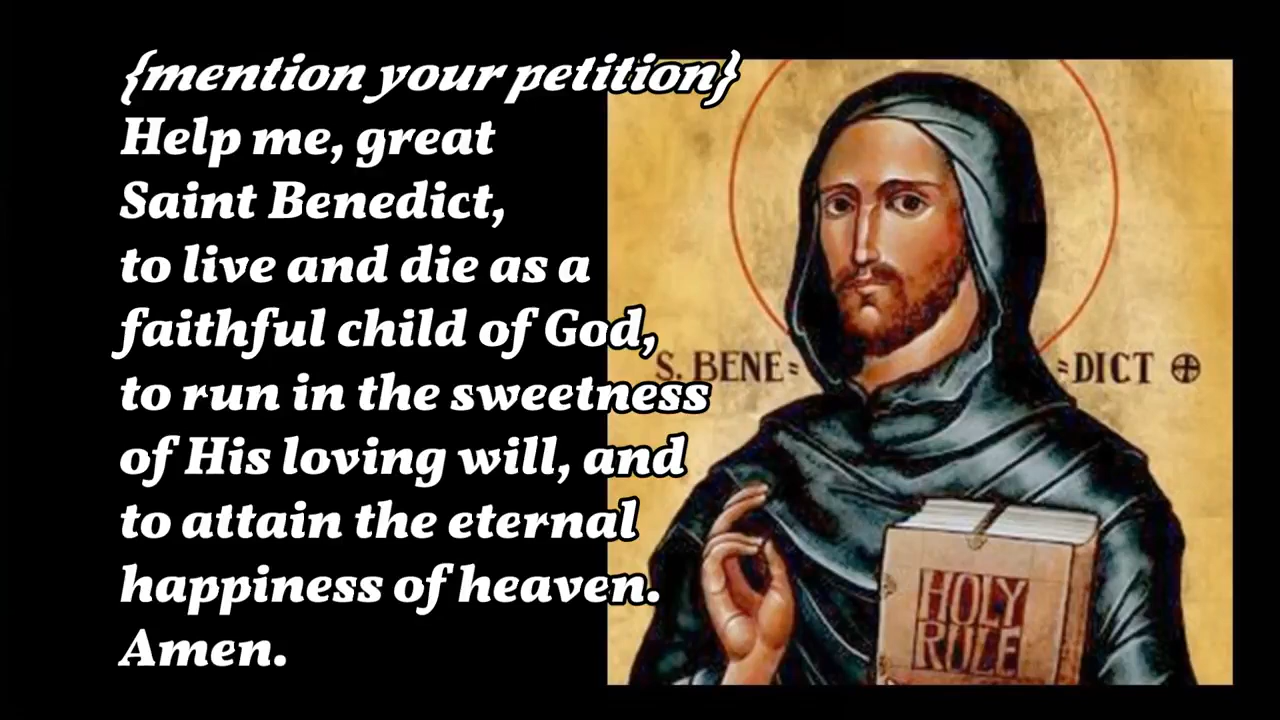 {mention your petition}
Help me, great
Saint Benedict,
to live and die as a
faithful child of God,
to run in the sweetness
of His loving will, and
to attain the eternal
happiness of heaven.
Amen.
S. BENE=
=DICT
HOLY
RULE